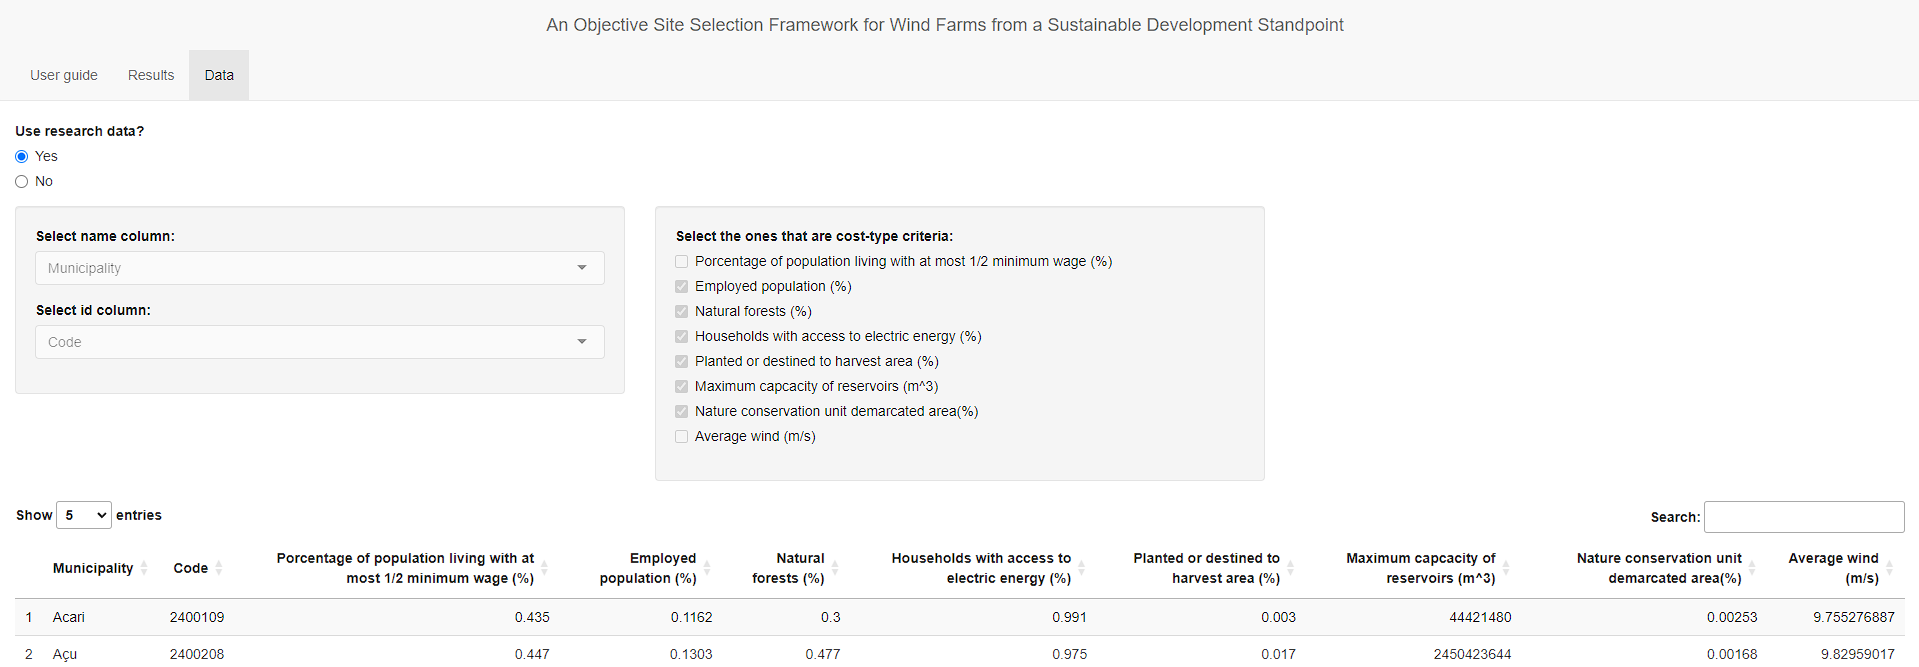 An Objective Site Selection Framework for Wind Farms from a Sustainable Development Standpoint
User guide Results Data
Use research data?
Yes
No
Select name column:
Municipality
Select id column:
Code
Select the ones that are cost-type criteria:
Porcentage of population living with at most 1/2 minimum wage (%)
Employed population (%)
Natural forests (%)
Households with access to electric energy (%)
Planted or destined to harvest area (%)
Maximum capcacity of reservoirs (m^3)
Nature conservation unit demarcated area(%)
Average wind (m/s)
Show 5 entries
Search:
Municipality Code Porcentage of population living with at most 1/2 minimum wage (%) Employed population (%) Natural forests (%) Households with access to electric energy (%) Planted or destined to harvest area (%) Maximum capcacity of reservoirs (m^3) Nature conservation unit demarcated area(%) Average wind (m/s)
1 Acari 2400109 0.435 0.1162 0.3 0.991 0.003 44421480 0.00253 9.755276887
2 Açu 2400208 0.447 0.1303 0.477 0.975 0.017 2450423644 0.00168 9.82959017